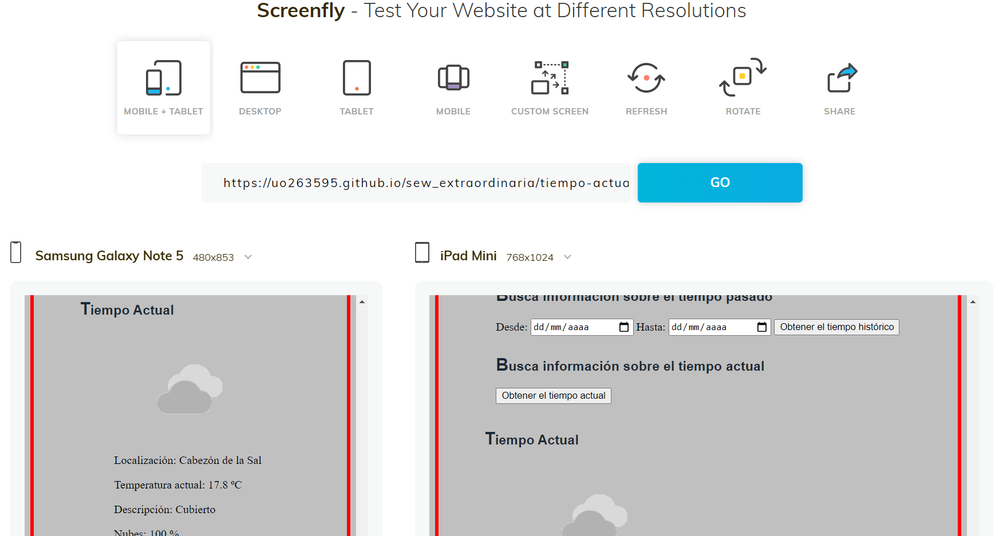 Screenfly - Test Your Website at Different Resolutions
MOBILE + TABLET
DESKTOP
TABLET
MOBILE
CUSTOM SCREEN
REFRESH
ROTATE
SHARE
https://uo263595.github.io/sew_extraordinaria/tiempo-actua
GO
Samsung Galaxy Note 5 480x853
Tiempo Actual
Localización: Cabezón de la Sal
Temperatura actual: 17.8 ºC
Descripción: Cubierto
Nubes: 100 %
iPad Mini 768x1024
Busca información sobre el tiempo pasado
Desde: dd/mm/aaaa Hasta: dd/mm/aaaa Obtener el tiempo histórico
Busca información sobre el tiempo actual
Obtener el tiempo actual
Tiempo Actual